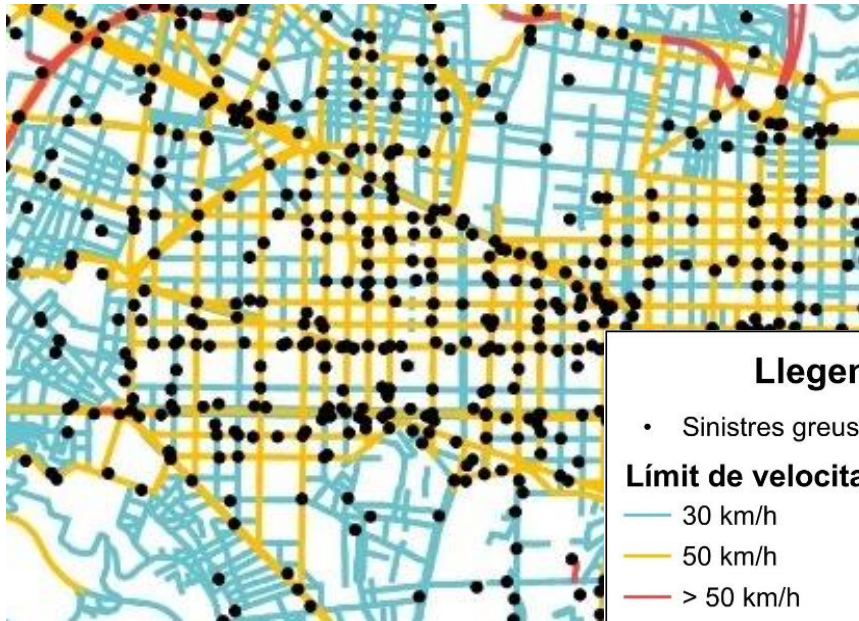 Llegen
Sinistres greus
Límit de velocita
30 km/h
50 km/h
> 50 km/h